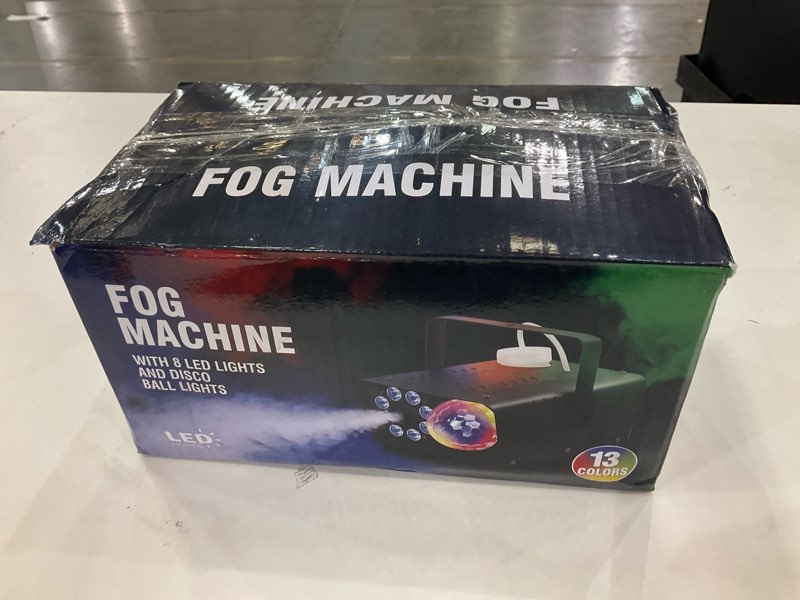 FOG MACHINE
FOG MACHINE
FOG
MACHINE
WITH 8 LED LIGHTS
AND DISCO
BALL LIGHTS
LED
13
COLORS